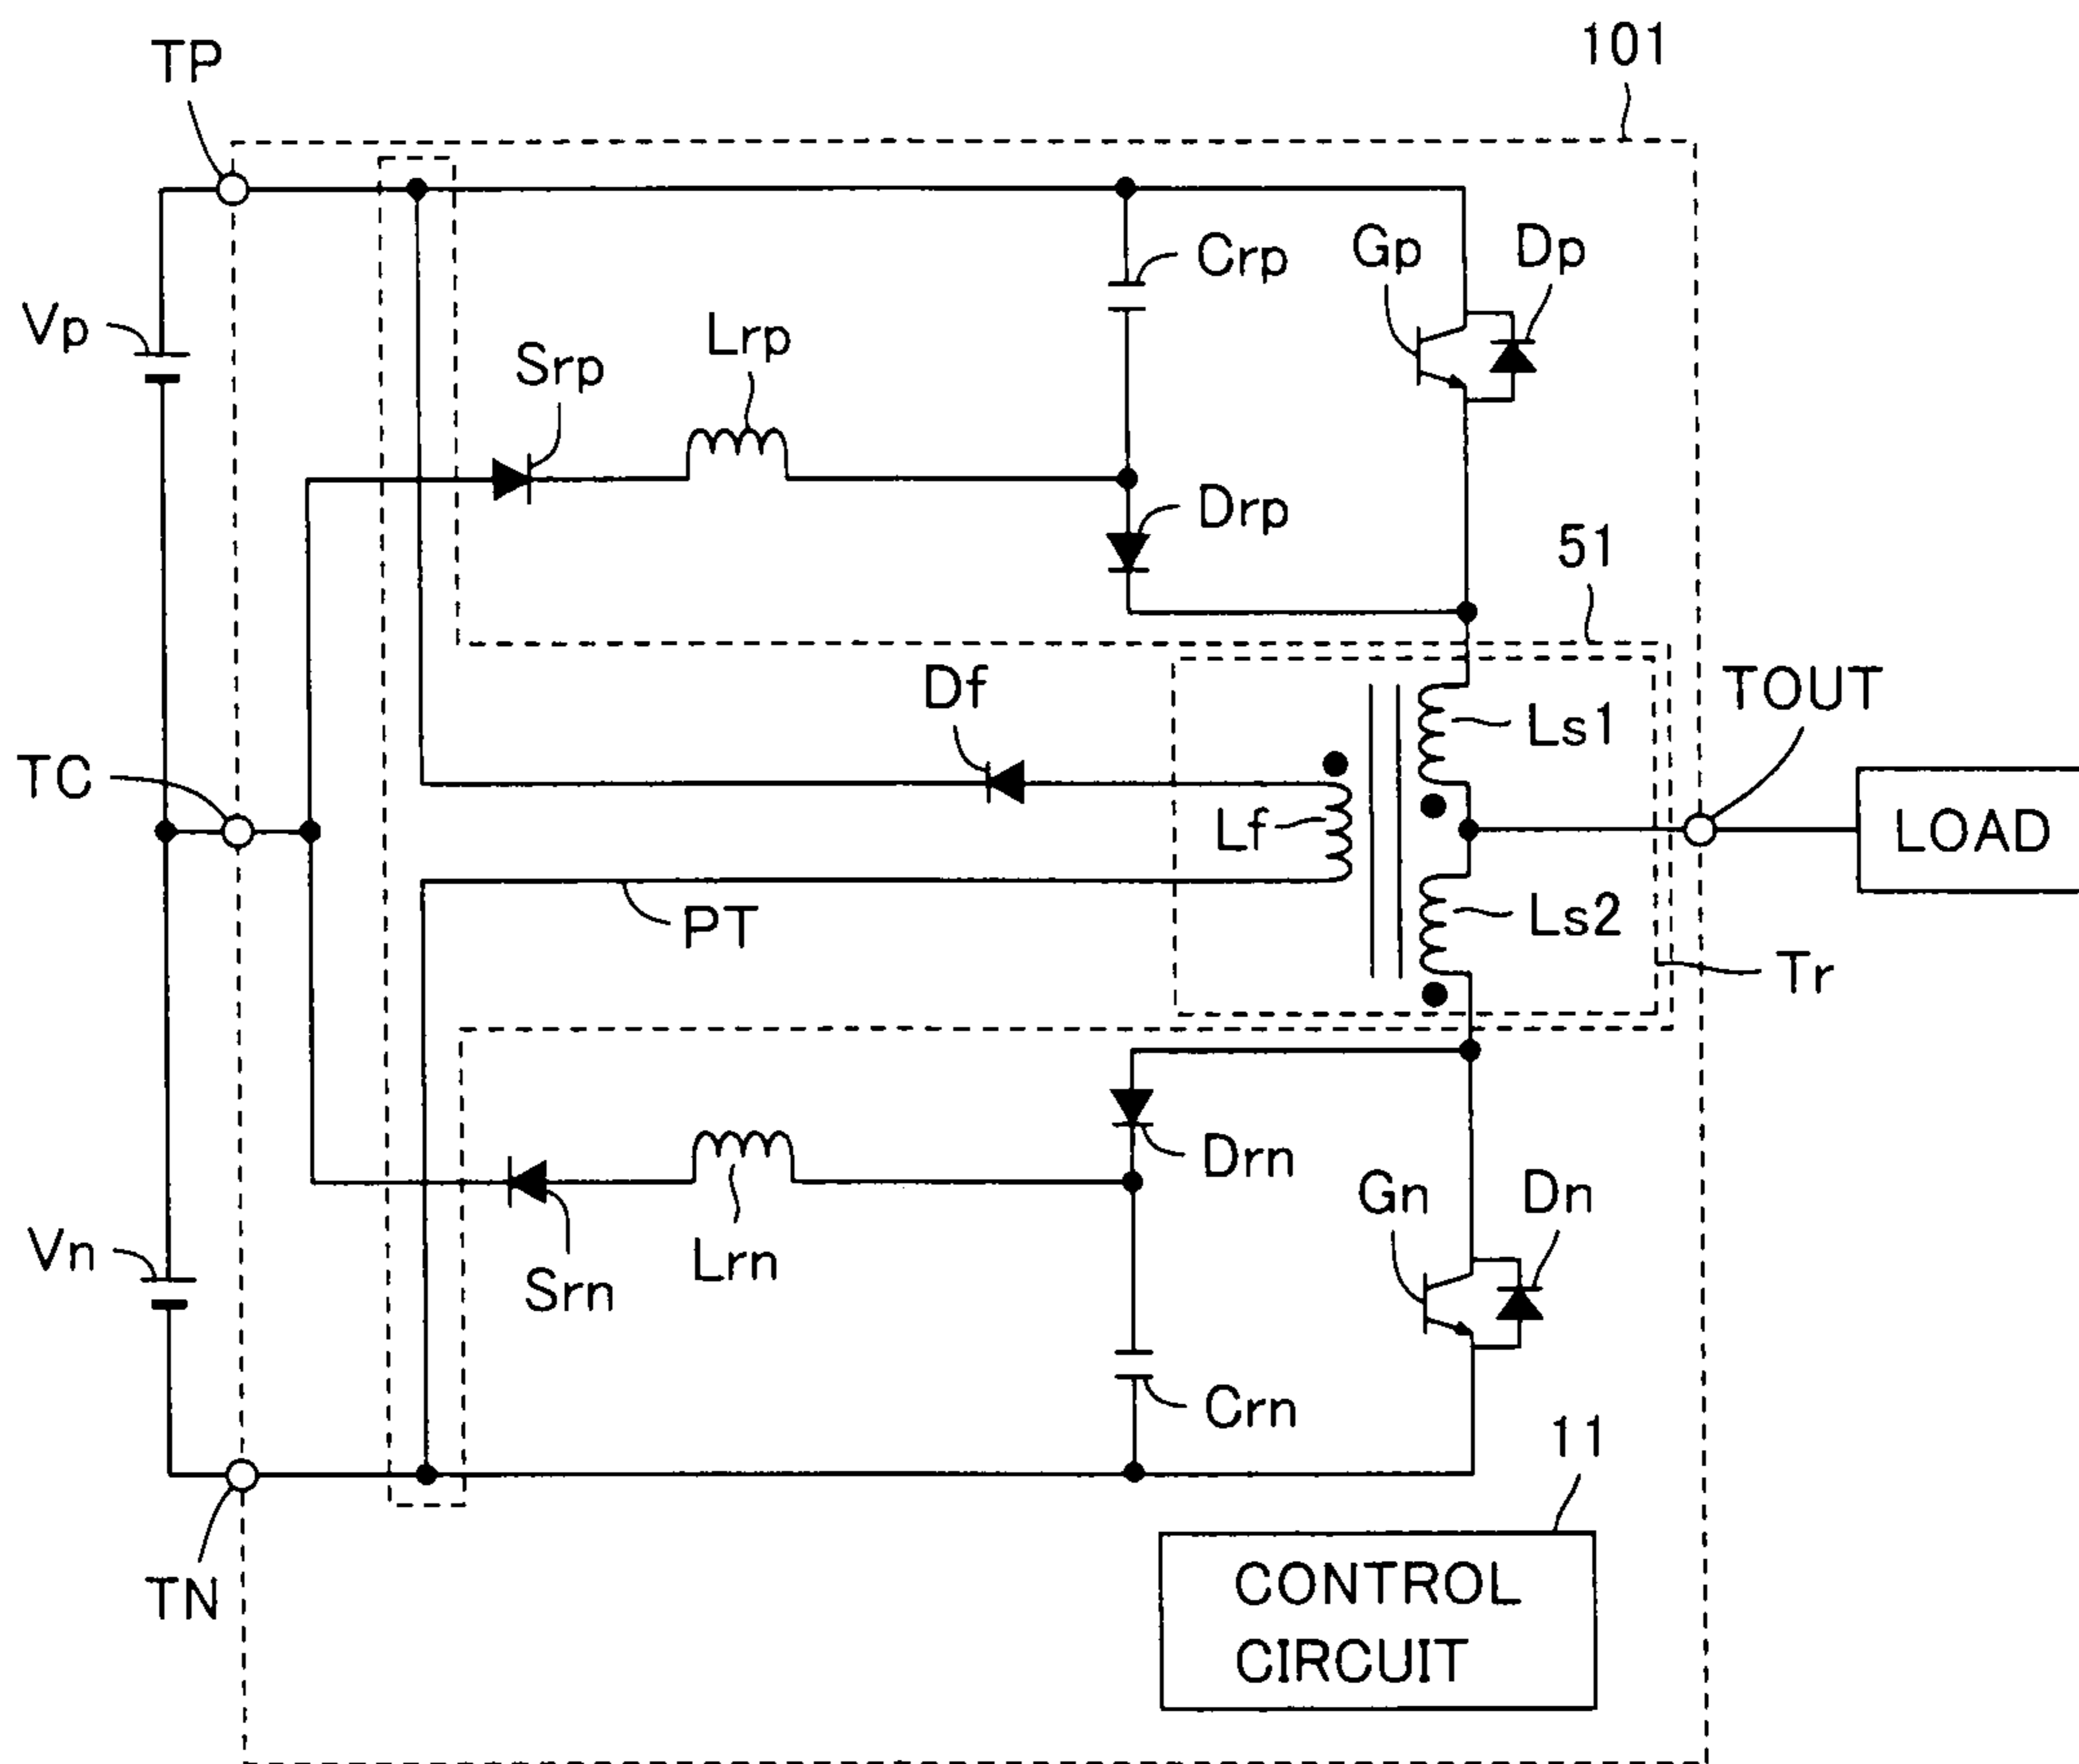 101
TP
Gp
Dp
Crp
Vp
Lrp
Srp
Drp
51
Df
TOUT
Ls1
TC
Lf
LOAD
PT
Ls2
Tr
Drn
Gn
Dn
Vn
Lrn
Srn
Crn
11
TN
CONTROL
CIRCUIT